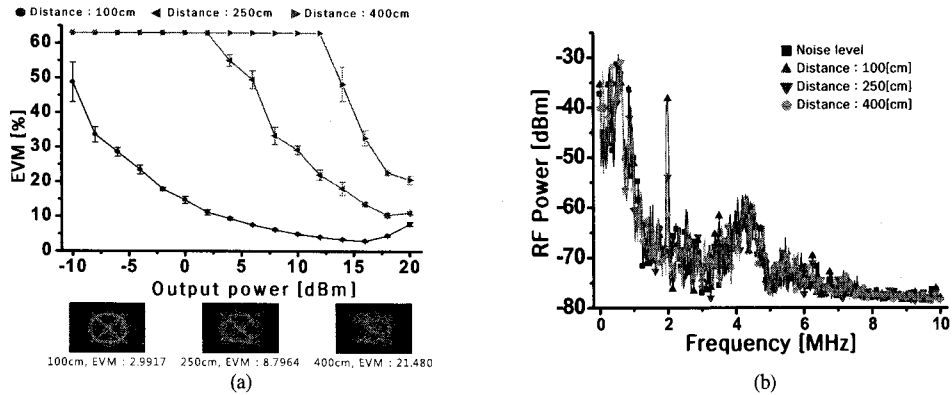 Distance : 100cm Distance : 250cm Distance : 400cm
60
50
40
30
20
10
0
EVM [%]
-10 -5 0 5 10 15 20
Output power [dBm]
100cm, EVM : 2.9917 250cm, EVM : 8.7964 400cm, EVM : 21.480
(a)
-30
-40
-50
-60
-70
-80
RF Power [dBm]
Noise level
Distance : 100[cm]
Distance : 250[cm]
Distance : 400[cm]
0 2 4 6 8 10
Frequency [MHz]
(b)